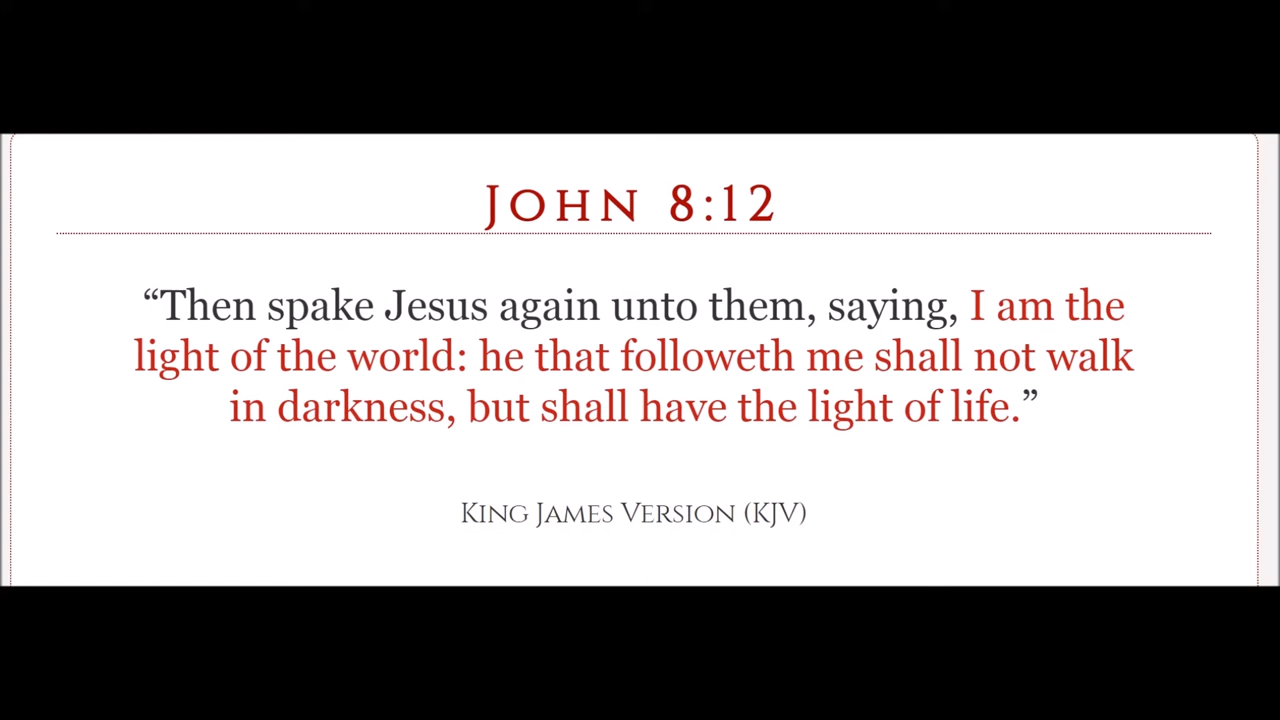 John 8:12
“Then spake Jesus again unto them, saying, I am the
light of the world: he that followeth me shall not walk
in darkness, but shall have the light of life.”
King James Version (KJV)